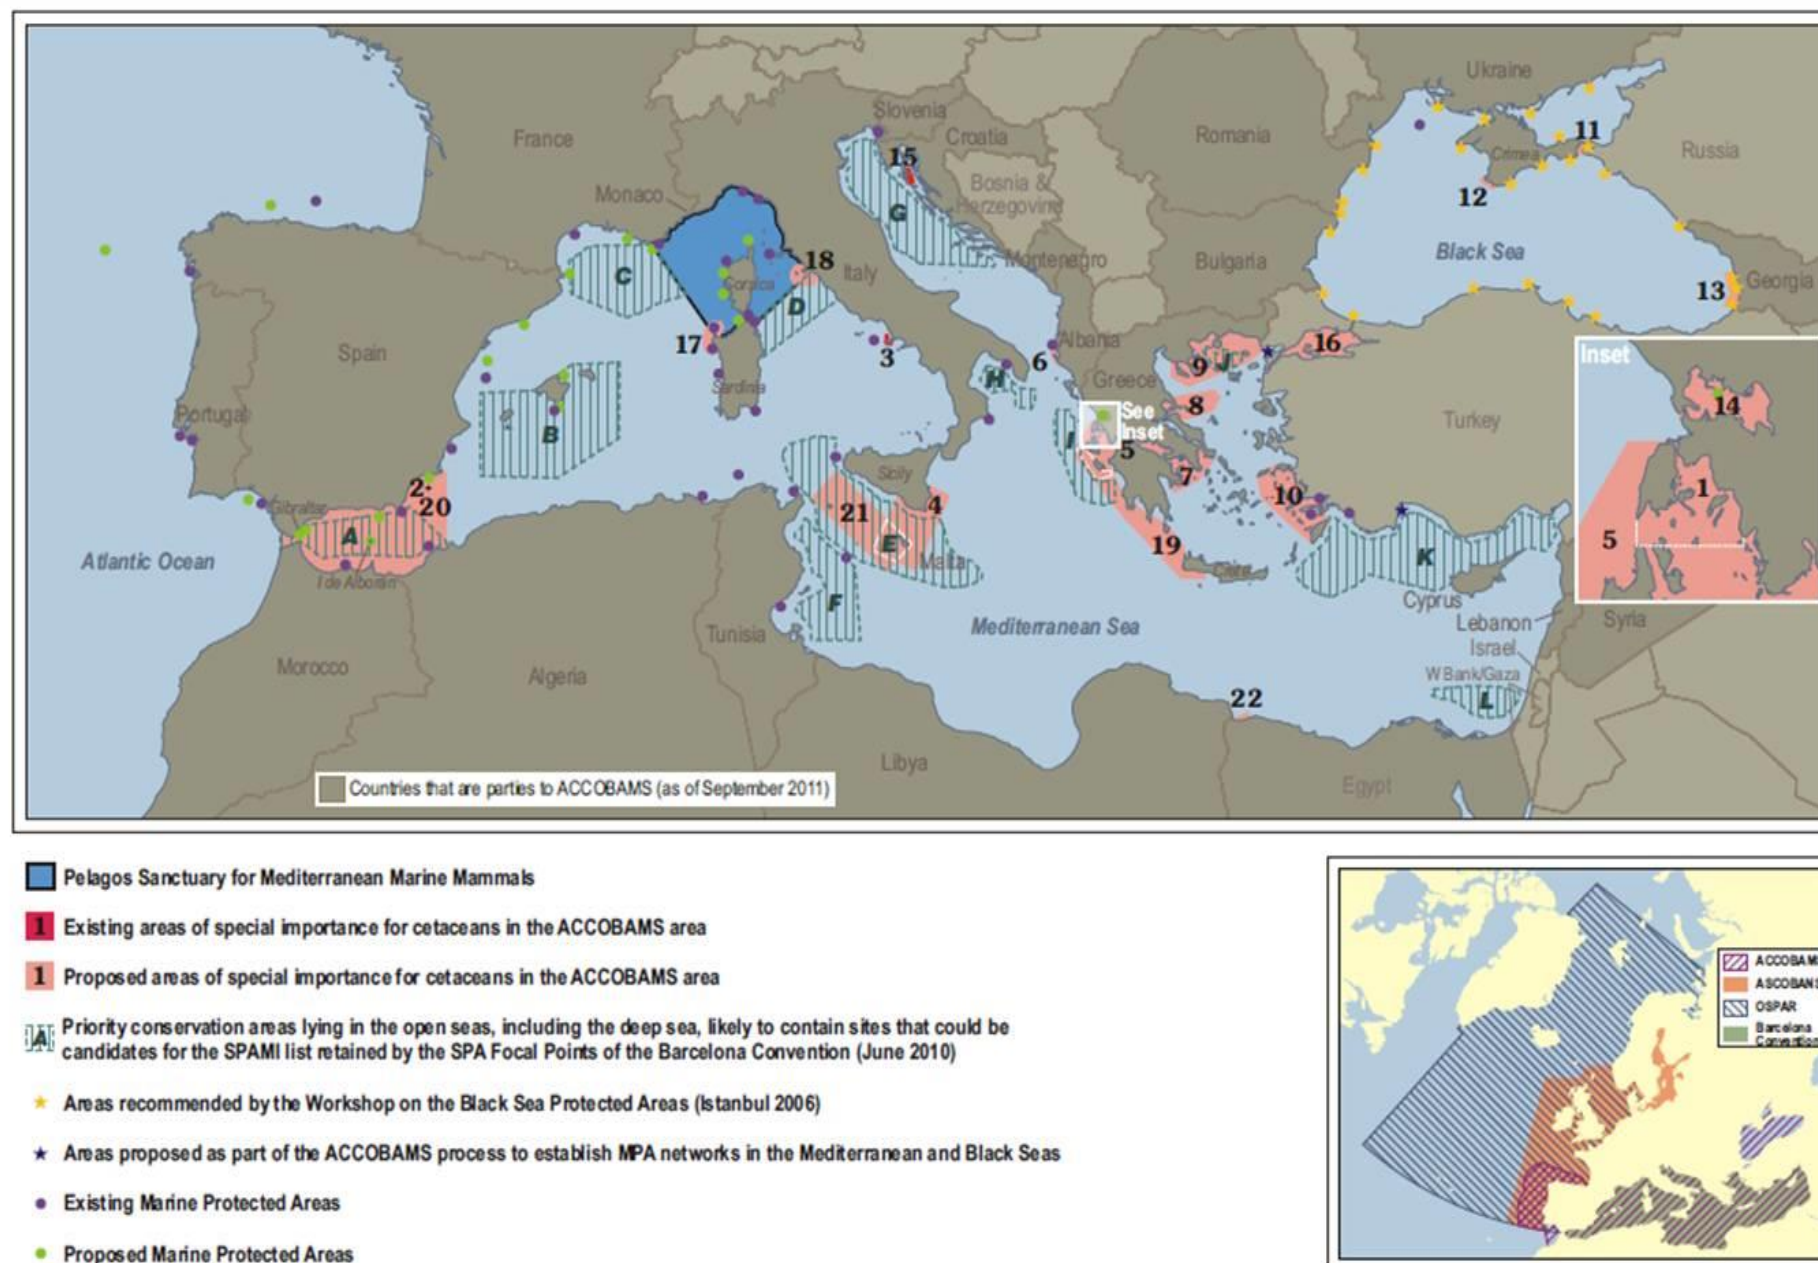 Ukraine
Slovenia
France
Croatia
Romania
11
Russia
15
Crimea
Bosnia &
Herzegovina
Monaco
12
G
Black Sea
Montenegro
Bulgaria
18
Italy
C
Corsica
Georgia
13
D
Spain
17
3
Albania
16
Inset
6
9
J
Greece
H
Sardinia
8
See
Inset
14
Portugal
Turkey
B
I
5
Sicily
7
2
20
1
10
Gibraltar
21
4
A
E
19
5
Atlantic Ocean
Malta
K
I de Alboran
Crete
Cyprus
F
Lebanon
Syria
Tunisia
Mediterranean Sea
Israel
Morocco
Algeria
W Bank/Gaza
22
L
Libya
Egypt
Countries that are parties to ACCOBAMS (as of September 2011)
Pelagos Sanctuary for Mediterranean Marine Mammals
1 Existing areas of special importance for cetaceans in the ACCOBAMS area
1 Proposed areas of special importance for cetaceans in the ACCOBAMS area
A Priority conservation areas lying in the open seas, including the deep sea, likely to contain sites that could be
candidates for the SPAMI list retained by the SPA Focal Points of the Barcelona Convention (June 2010)
Areas recommended by the Workshop on the Black Sea Protected Areas (Istanbul 2006)
Areas proposed as part of the ACCOBAMS process to establish MPA networks in the Mediterranean and Black Seas
Existing Marine Protected Areas
Proposed Marine Protected Areas
ACCOBAMS
ASCOBANS
OSPAR
Barcelona
Convention